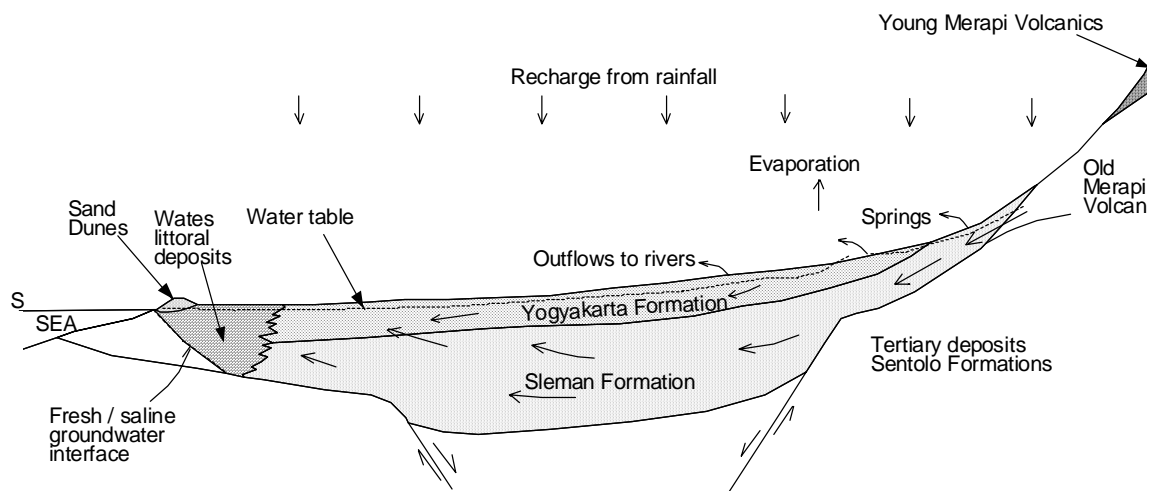 Young Merapi Volcanics
Recharge from rainfall
Evaporation
Old
Merapi
Volcan
Sand
Dunes
Wates
littoral
deposits
Water table
Springs
Outflows to rivers
S
SEA
Yogyakarta Formation
Tertiary deposits
Sentolo Formations
Sleman Formation
Fresh / saline
groundwater
interface